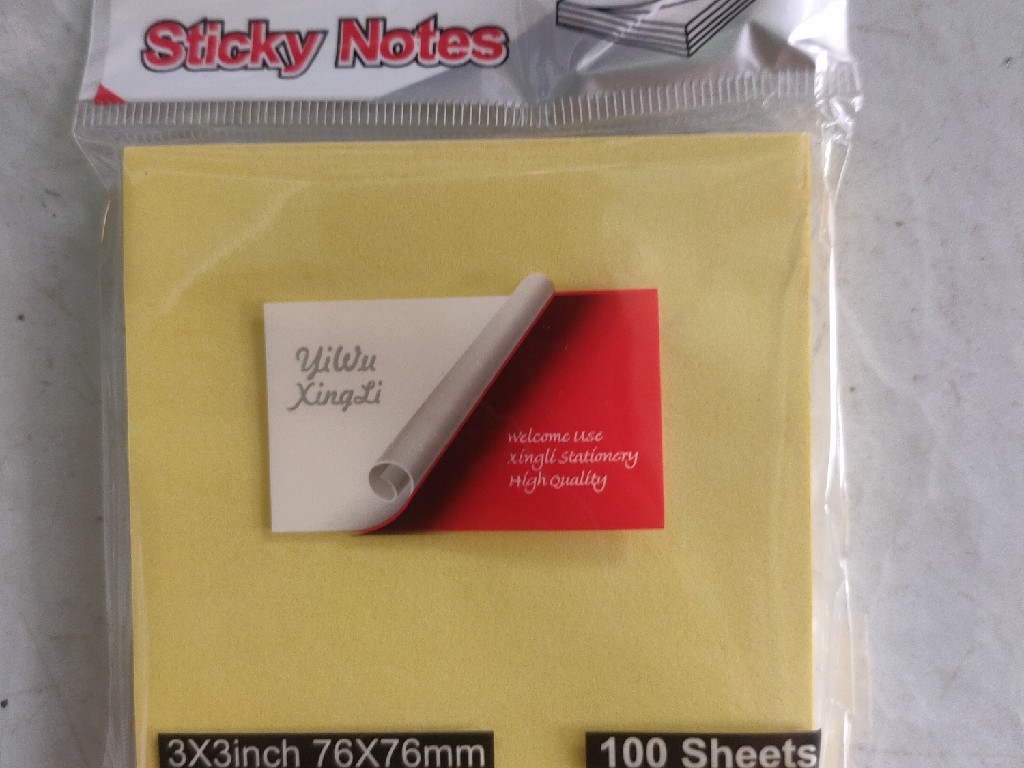 Sticky Notes
YiWu
XingLi
Welcome Use
Xingli Stationery
High Quality
3X3inch 76X76mm
100 Sheets